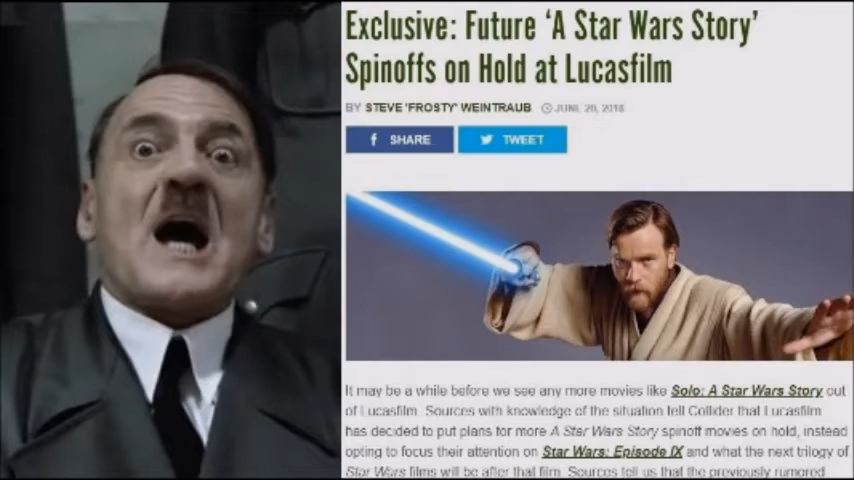 Exclusive: Future ‘A Star Wars Story’
Spinoffs on Hold at Lucasfilm
BY STEVE 'FROSTY' WEINTRAUB JUNE 20, 2018
f SHARE TWEET
It may be a while before we see any more movies like Solo: A Star Wars Story out
of Lucasfilm. Sources with knowledge of the situation tell Collider that Lucasfilm
has decided to put plans for more A Star Wars Story spinoff movies on hold, instead
opting to focus their attention on Star Wars: Episode IX and what the next trilogy of
Star Wars films will be after that film. Sources tell us that the previously rumored